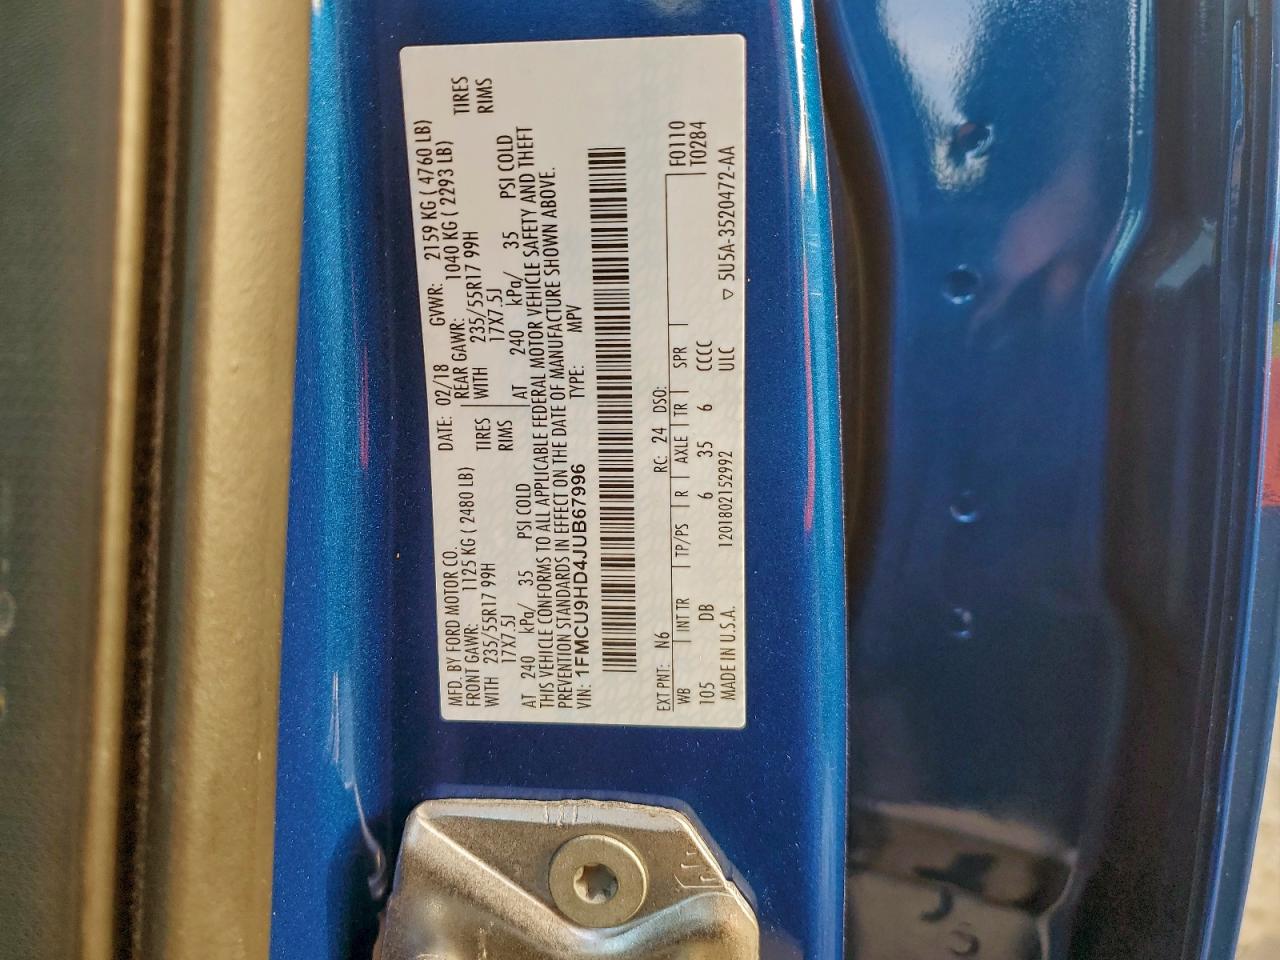 MFD. BY FORD MOTOR CO. DATE: 02/18 GVWR: 2159 KG ( 4760 LB)
FRONT GAWR: 1125 KG ( 2480 LB) REAR GAWR: 1040 KG ( 2293 LB)
WITH 235/55R17 99H TIRES WITH 235/55R17 99H TIRES
17X7.5J RIMS 17X7.5J RIMS
AT 240 kPa/ 35 PSI COLD AT 240 kPa/ 35 PSI COLD
THIS VEHICLE CONFORMS TO ALL APPLICABLE FEDERAL MOTOR VEHICLE SAFETY AND THEFT
PREVENTION STANDARDS IN EFFECT ON THE DATE OF MANUFACTURE SHOWN ABOVE.
VIN: 1FMCU9HD4JUB67996 TYPE: MPV
EXT PNT: N6 RC: 24 DSO: F0110
WB INT TR TP/PS R AXLE TR SPR T0284
105 DB 6 35 6 CCCC
MADE IN U.S.A. 1201802152992 ULC ▽ 5U5A-3520472-AA